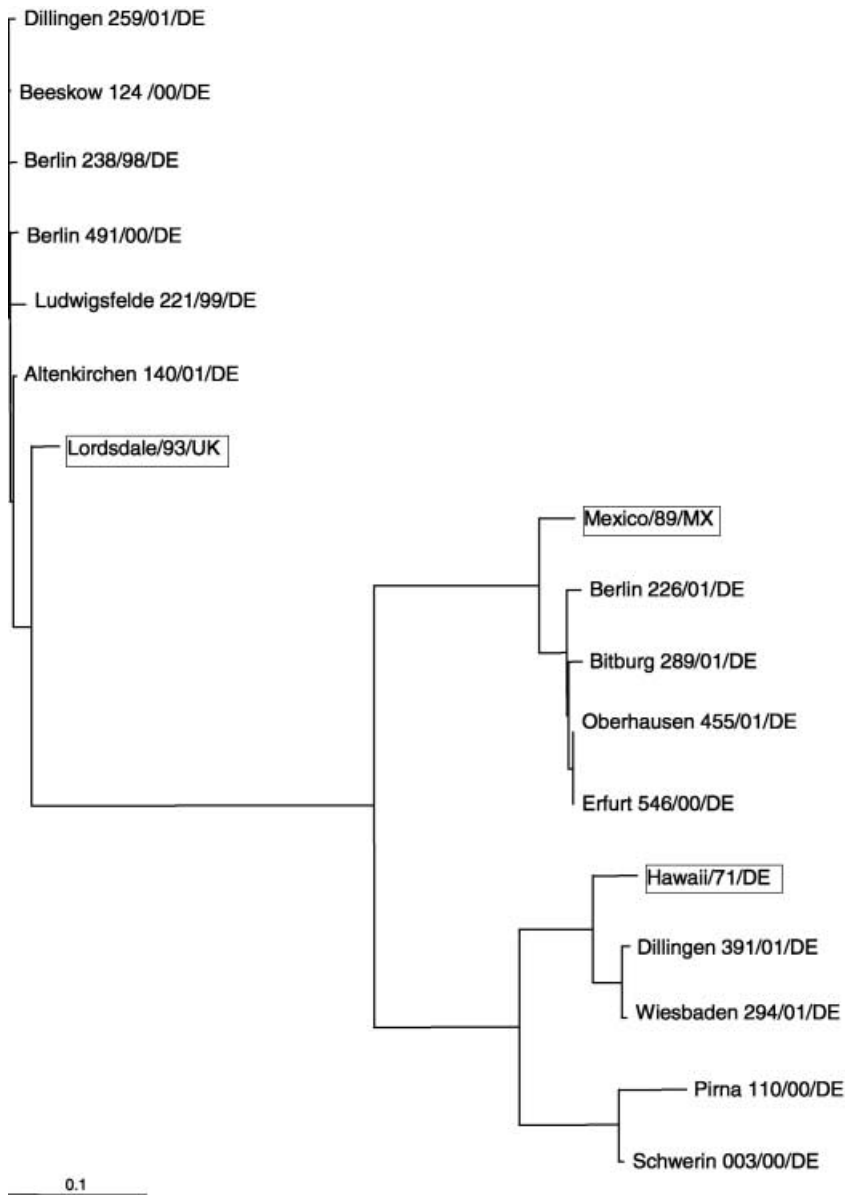 Dillingen 259/01/DE
Beeskow 124 /00/DE
Berlin 238/98/DE
Berlin 491/00/DE
Ludwigsfelde 221/99/DE
Altenkirchen 140/01/DE
Lordsdale/93/UK
Mexico/89/MX
Berlin 226/01/DE
Bitburg 289/01/DE
Oberhausen 455/01/DE
Erfurt 546/00/DE
Hawaii/71/DE
Dillingen 391/01/DE
Wiesbaden 294/01/DE
Pirna 110/00/DE
Schwerin 003/00/DE
0.1